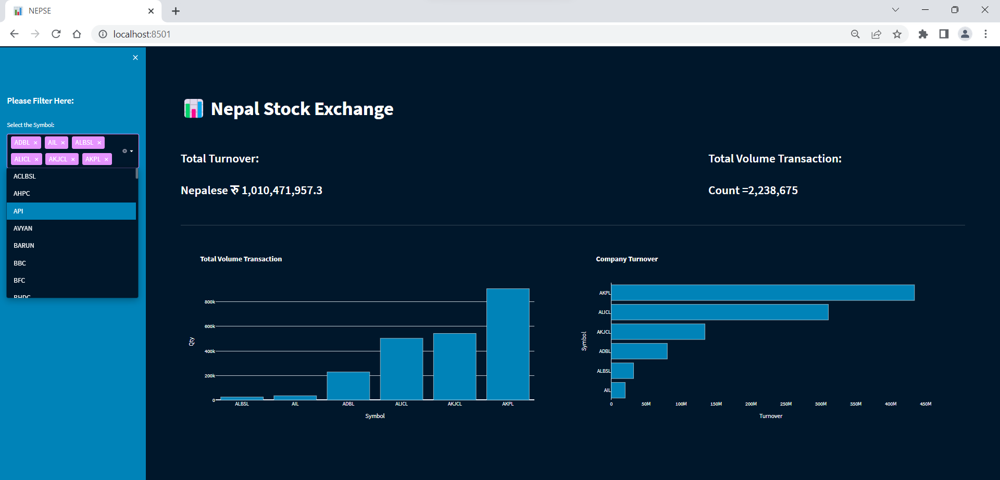 NEPSE
localhost:8501
Please Filter Here:
Select the Symbol:
ADBL AIL ALBSL
ALICL AKJCL AKPL
ACLBSL
AHPC
API
AVYAN
BARUN
BBC
BFC
Nepal Stock Exchange
Total Turnover:
Nepalese रु 1,010,471,957.3
Total Volume Transaction:
Count =2,238,675
Total Volume Transaction
800k
600k
400k
200k
0
Qty
ALBSL AIL ADBL ALICL AKJCL AKPL
Symbol
Company Turnover
AKPL
ALICL
AKJCL
ADBL
ALBSL
AIL
Symbol
0 50M 100M 150M 200M 250M 300M 350M 400M 450M
Turnover